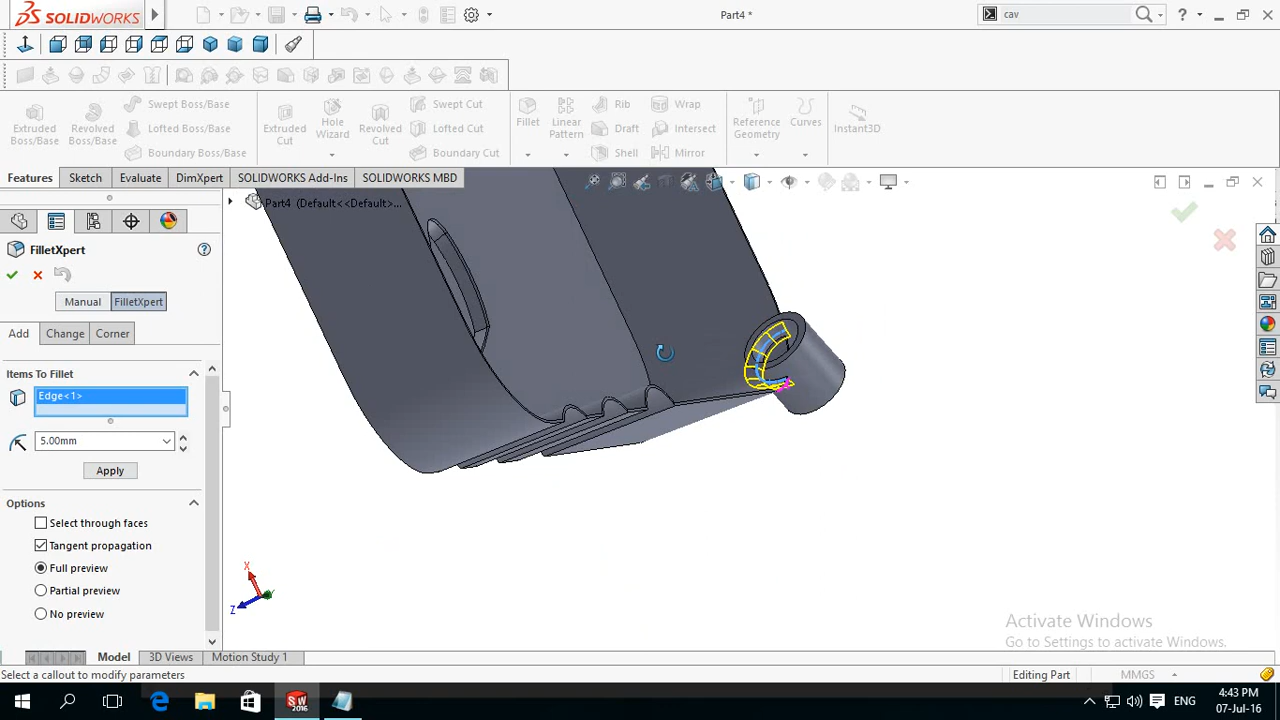 SOLIDWORKS
Part4 *
cav
Extruded Boss/Base
Revolved Boss/Base
Swept Boss/Base
Lofted Boss/Base
Boundary Boss/Base
Extruded Cut
Hole Wizard
Revolved Cut
Swept Cut
Lofted Cut
Boundary Cut
Fillet
Linear Pattern
Rib
Draft
Shell
Wrap
Intersect
Mirror
Reference Geometry
Curves
Instant3D
Features Sketch Evaluate DimXpert SOLIDWORKS Add-Ins SOLIDWORKS MBD
Part4 (Default<<Default>...
FilletXpert
Manual FilletXpert
Add Change Corner
Items To Fillet
Edge<1>
5.00mm
Apply
Options
Select through faces
Tangent propagation
Full preview
Partial preview
No preview
X
Z
Y
Activate Windows
Go to Settings to activate Windows.
Model 3D Views Motion Study 1
Select a callout to modify parameters
Editing Part
MMGS
SW 2016
ENG
4:43 PM
07-Jul-16